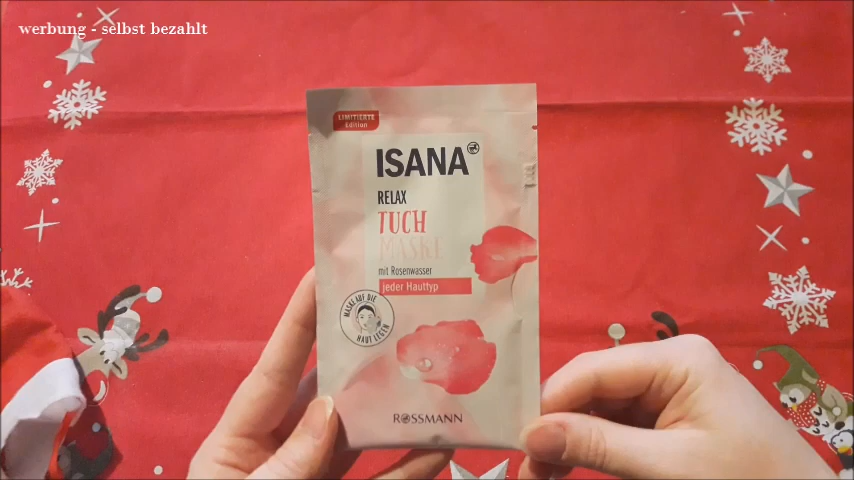 werbung - selbst bezahlt
LIMITIERTE
Edition
ISANA
RELAX
TUCH
MASKE
mit Rosenwasser
jeder Hauttyp
MASKE AUF DIE
HAUT LEGEN
ROSSMANN